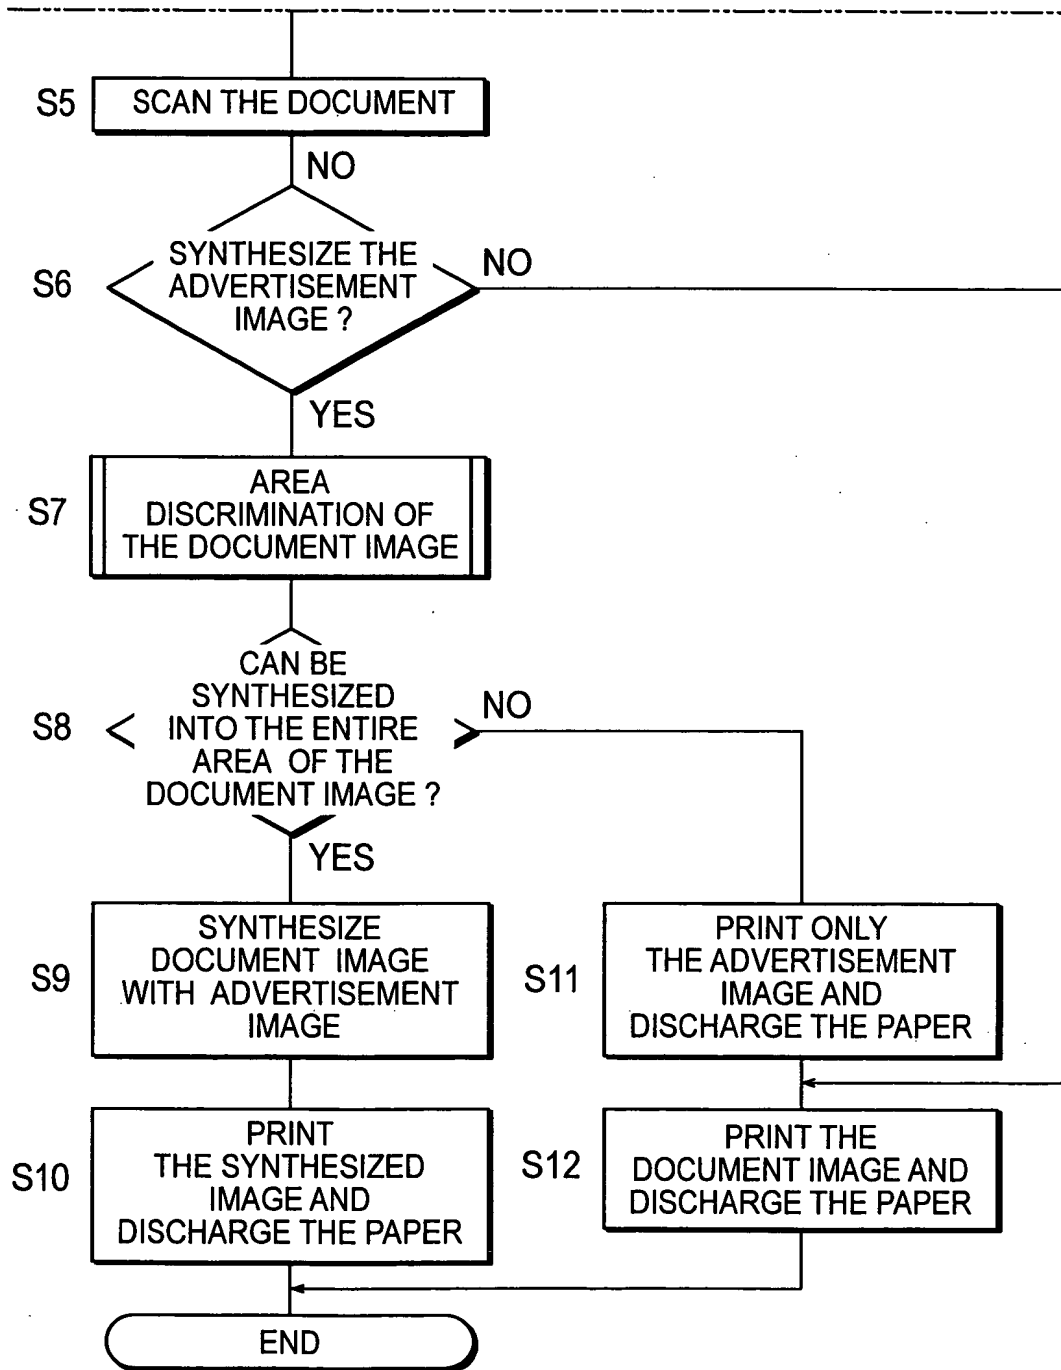 S5
SCAN THE DOCUMENT
NO
S6
SYNTHESIZE THE
ADVERTISEMENT
IMAGE ?
NO
YES
S7
AREA
DISCRIMINATION OF
THE DOCUMENT IMAGE
S8
CAN BE
SYNTHESIZED
INTO THE ENTIRE
AREA OF THE
DOCUMENT IMAGE ?
NO
YES
S9
SYNTHESIZE
DOCUMENT IMAGE
WITH ADVERTISEMENT
IMAGE
S11
PRINT ONLY
THE ADVERTISEMENT
IMAGE AND
DISCHARGE THE PAPER
S10
PRINT
THE SYNTHESIZED
IMAGE AND
DISCHARGE THE PAPER
S12
PRINT THE
DOCUMENT IMAGE AND
DISCHARGE THE PAPER
END